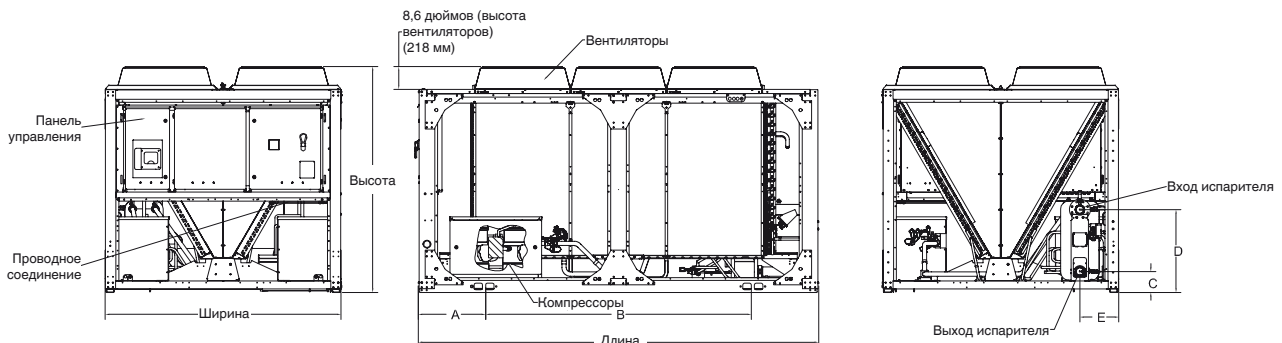 8,6 дюймов (высота
вентиляторов)
(218 мм)
Вентиляторы
Панель
управления
Высота
Вход испарителя
Проводное
соединение
D
C
Компрессоры
Ширина
A
B
E
Выход испарителя
Длина